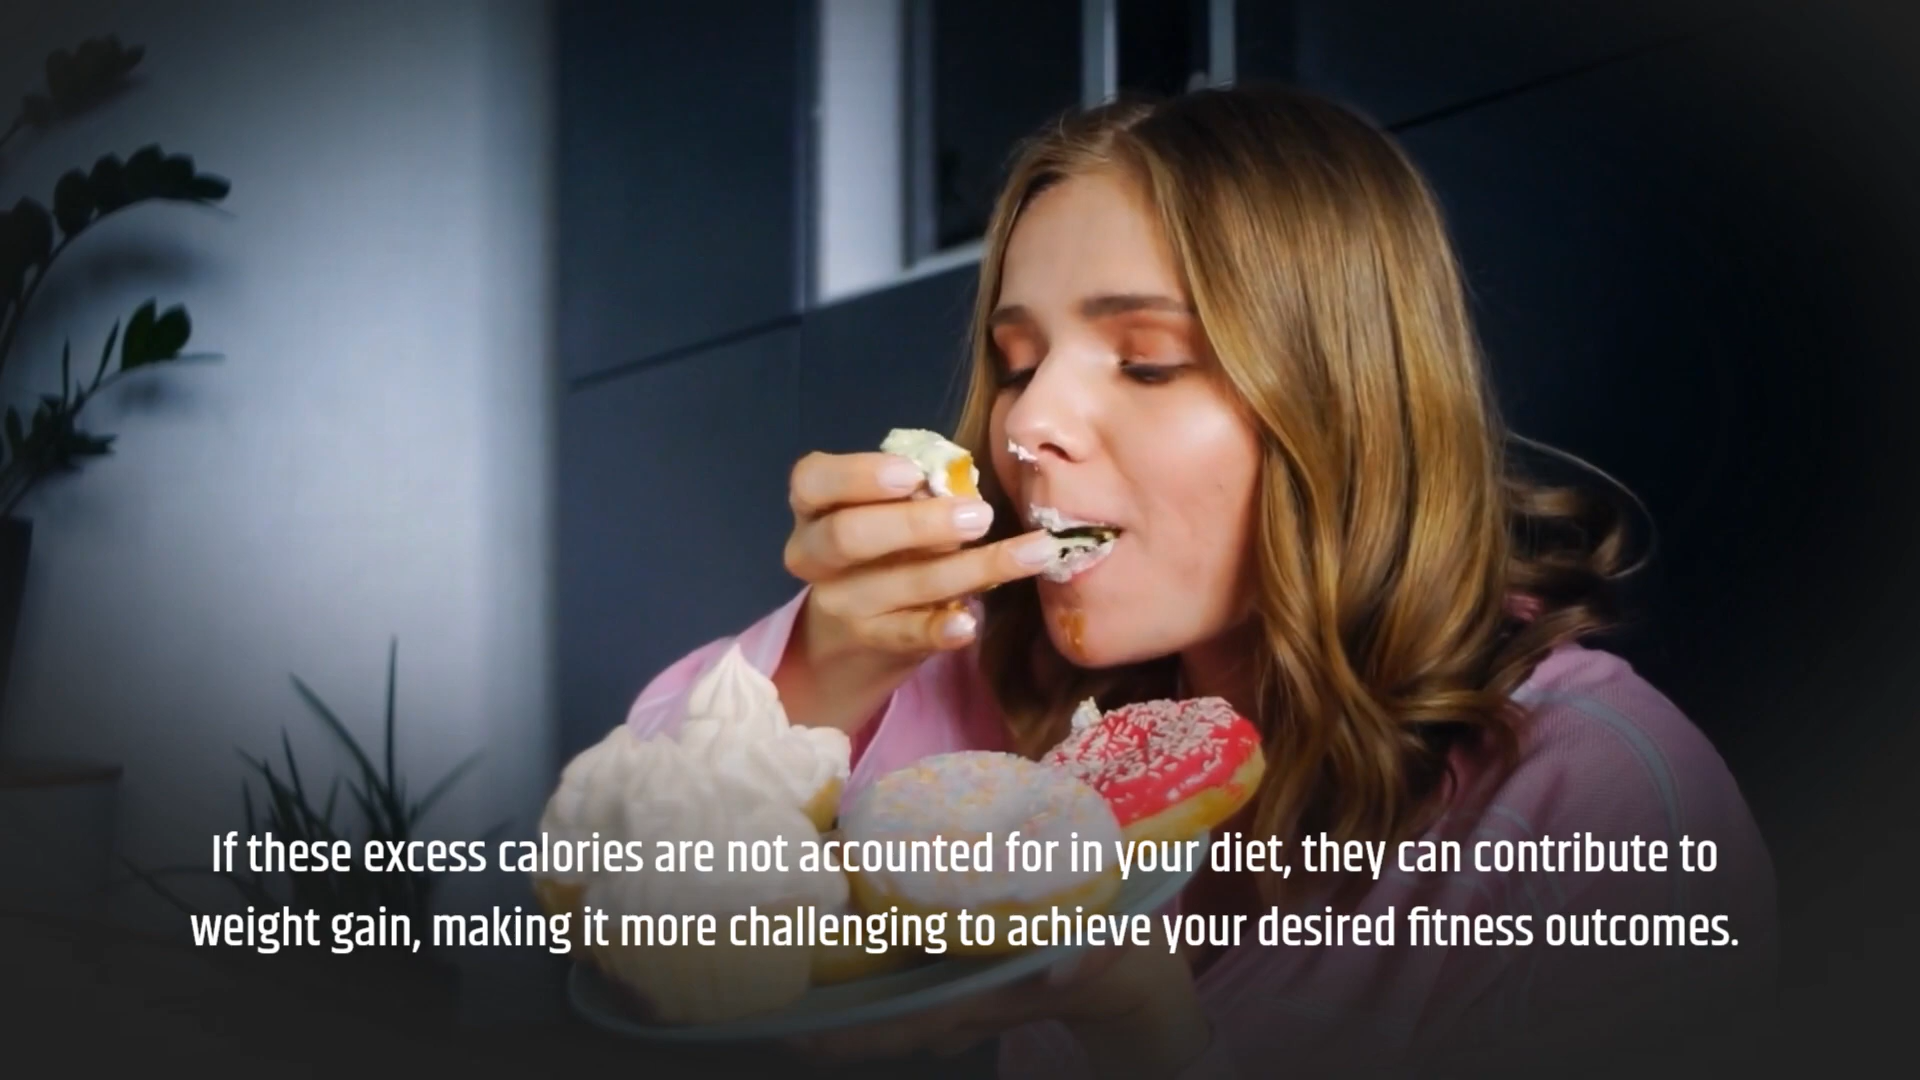 If these excess calories are not accounted for in your diet, they can contribute to
weight gain, making it more challenging to achieve your desired fitness outcomes.